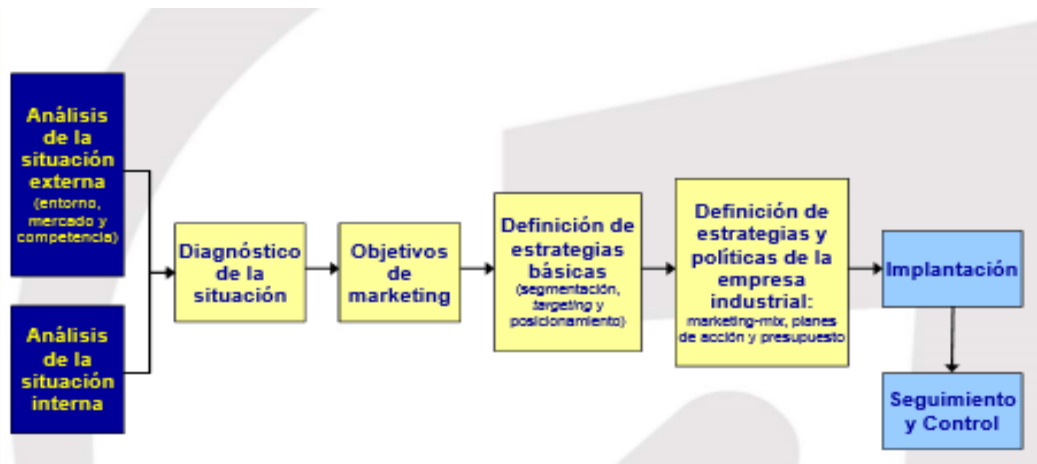 Análisis
de la
situación
externa
(entorno,
mercado y
competencia)
Análisis
de la
situación
interna
Diagnóstico
de la
situación
Objetivos
de
marketing
Definición de
estrategias
básicas
(segmentación,
targeting y
posicionamiento)
Definición de
estrategias y
políticas de la
empresa
industrial:
marketing-mix, planes
de acción y presupuesto
Implantación
Seguimiento
y Control